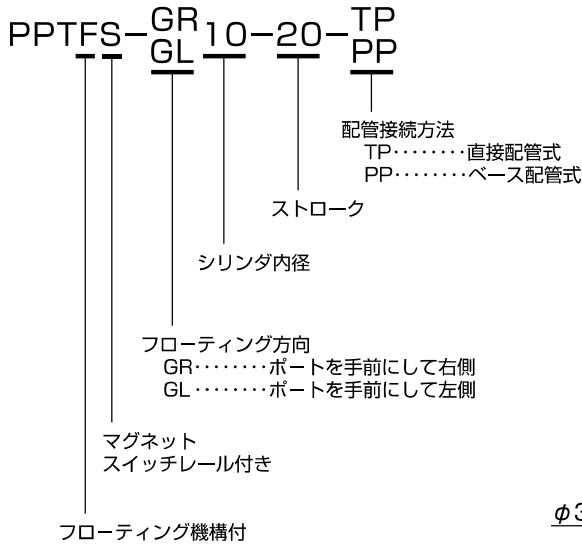 PPTFS－GR10－20－TP
GL PP
配管接続方法
TP‥‥‥‥直接配管式
PP‥‥‥‥ベース配管式
ストローク
シリンダ内径
フローティング方向
GR‥‥‥‥ポートを手前にして右側
GL‥‥‥‥ポートを手前にして左側
マグネット
スイッチレール付き
フローティング機構付
φ3